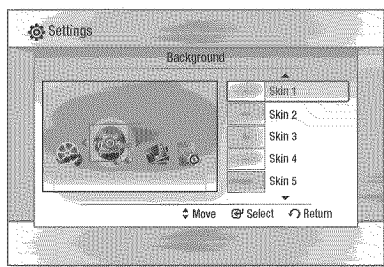 Settings
Background
Skin 1
Skin 2
Skin 3
Skin 4
Skin 5
Move Select Return